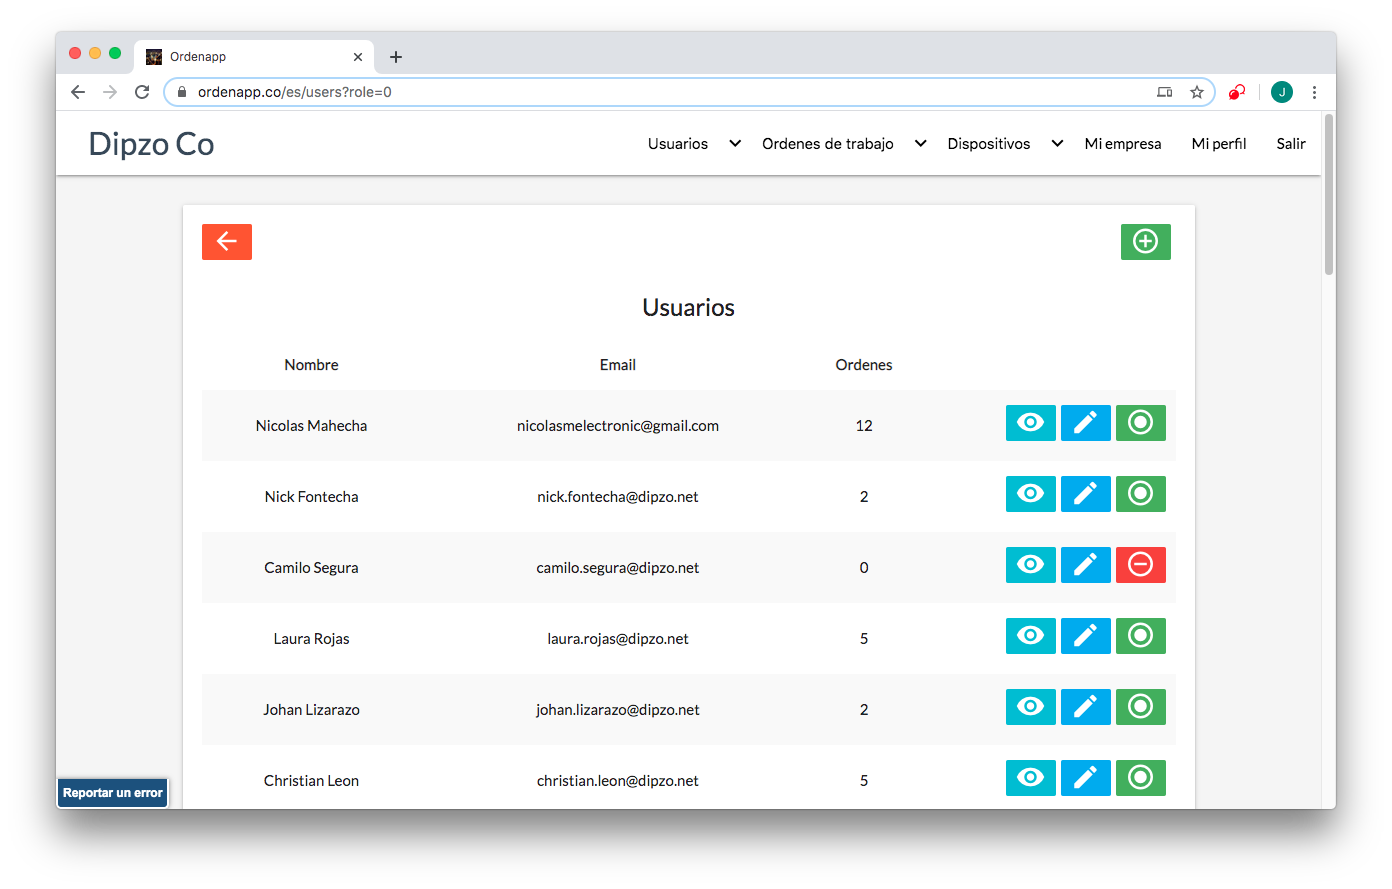 Ordenapp
ordenapp.co/es/users?role=0
J
Dipzo Co
Usuarios Ordenes de trabajo Dispositivos Mi empresa Mi perfil Salir
Usuarios
Nombre Email Ordenes
Nicolas Mahecha nicolasmelectronic@gmail.com 12
Nick Fontecha nick.fontecha@dipzo.net 2
Camilo Segura camilo.segura@dipzo.net 0
Laura Rojas laura.rojas@dipzo.net 5
Johan Lizarazo johan.lizarazo@dipzo.net 2
Christian Leon christian.leon@dipzo.net 5
Reportar un error